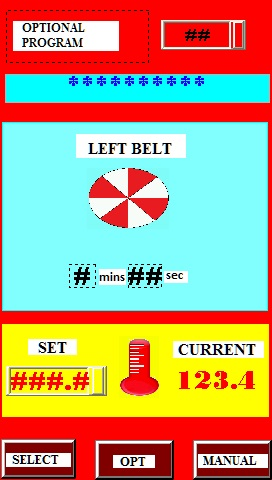 OPTIONAL
PROGRAM
##
**********
LEFT BELT
# mins ## sec
SET
CURRENT
###.#
123.4
SELECT
OPT
MANUAL